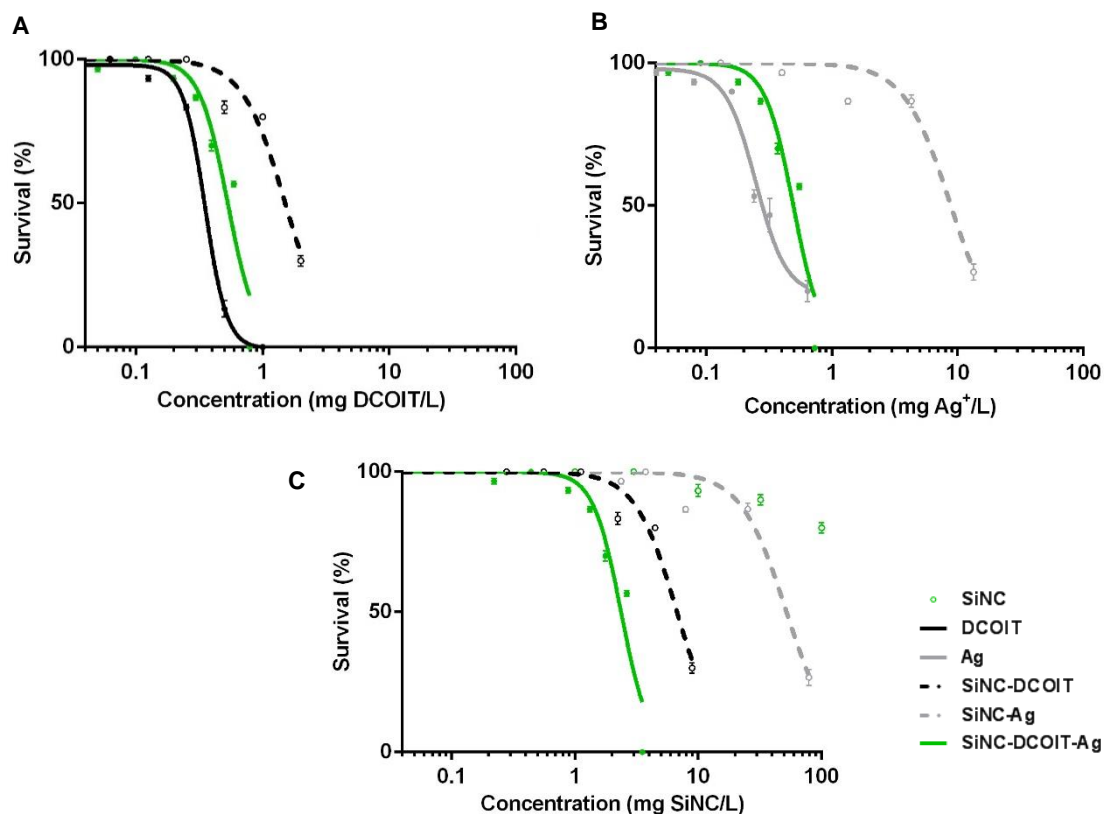 A
100
50
0
Survival (%)
0.1 1 10 100
Concentration (mg DCOIT/L)
B
100
50
0
Survival (%)
0.1 1 10 100
Concentration (mg Ag⁺/L)
C
100
50
0
Survival (%)
0.1 1 10 100
Concentration (mg SiNC/L)
SiNC
DCOIT
Ag
SiNC-DCOIT
SiNC-Ag
SiNC-DCOIT-Ag